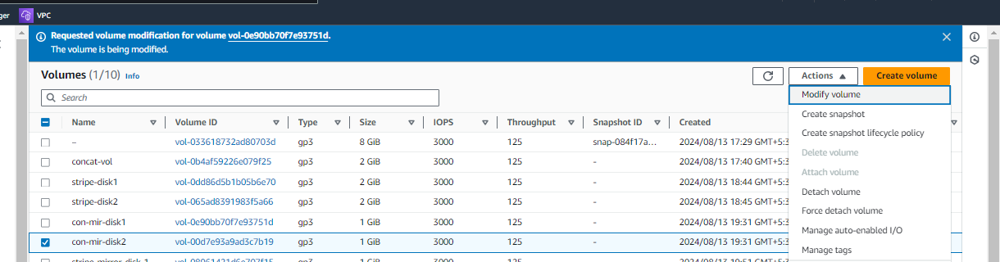 ger VPC
Requested volume modification for volume vol-0e90bb70f7e93751d.
The volume is being modified.
Volumes (1/10) Info
Actions
Create volume
Search
Modify volume
Create snapshot
Create snapshot lifecycle policy
Delete volume
Attach volume
Detach volume
Force detach volume
Manage auto-enabled I/O
Manage tags
Name Volume ID Type Size IOPS Throughput Snapshot ID Created
– vol-033618732ad80703d gp3 8 GiB 3000 125 snap-084f17a... 2024/08/13 17:29 GMT+5:3
concat-vol vol-0b4af59226e079f25 gp3 2 GiB 3000 125 - 2024/08/13 17:40 GMT+5:3
stripe-disk1 vol-0dd86d5b1b05b6e70 gp3 2 GiB 3000 125 - 2024/08/13 18:44 GMT+5:3
stripe-disk2 vol-065ad8391983f5a66 gp3 2 GiB 3000 125 - 2024/08/13 18:45 GMT+5:3
con-mir-disk1 vol-0e90bb70f7e93751d gp3 1 GiB 3000 125 - 2024/08/13 19:31 GMT+5:3
con-mir-disk2 vol-00d7e93a9ad3c7b19 gp3 1 GiB 3000 125 - 2024/08/13 19:31 GMT+5:3